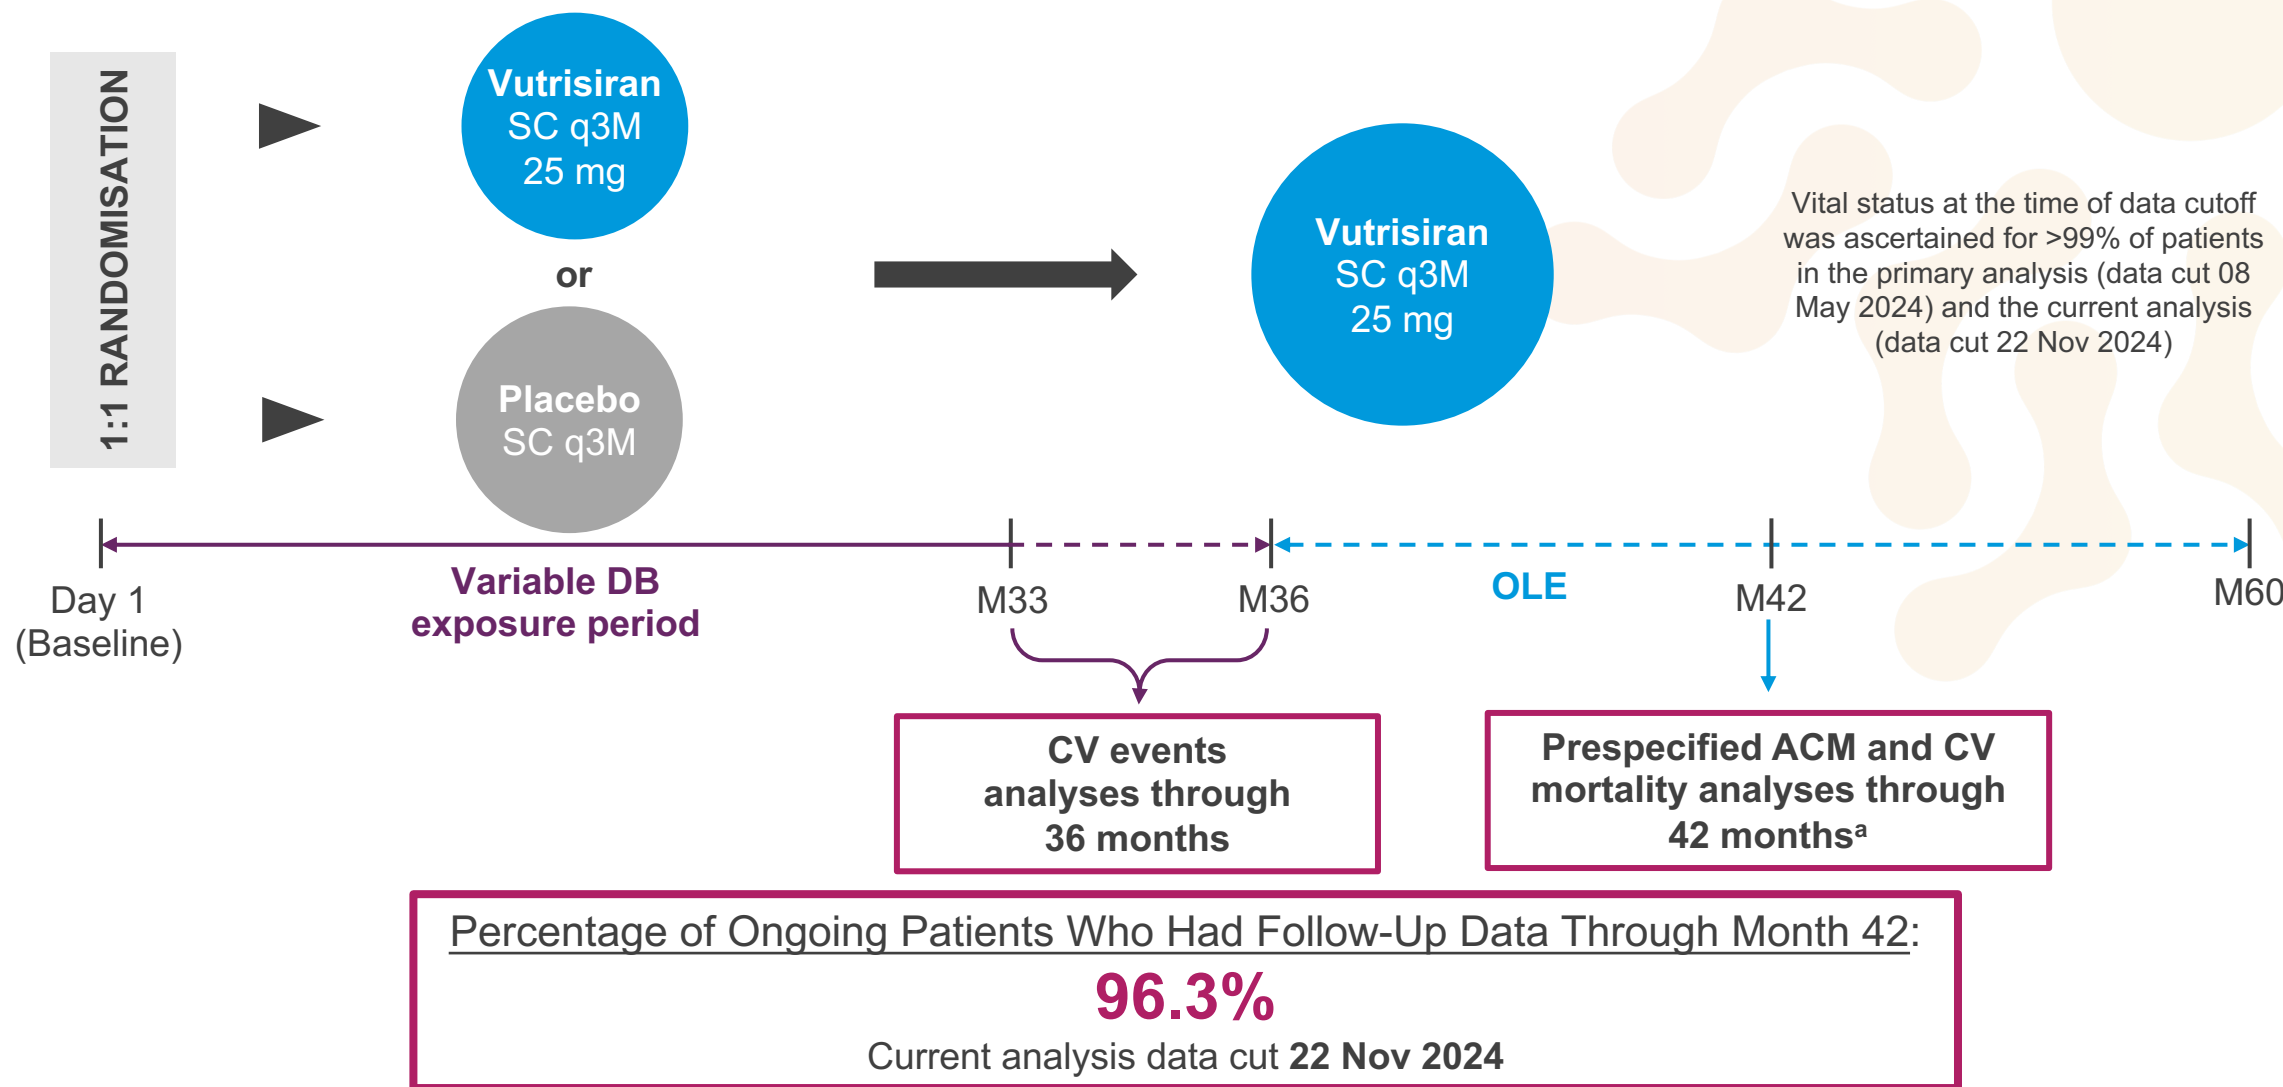 1:1 RANDOMISATION
Vutrisiran
SC q3M
25 mg
or
Placebo
SC q3M
Vutrisiran
SC q3M
25 mg
Vital status at the time of data cutoff
was ascertained for >99% of patients
in the primary analysis (data cut 08
May 2024) and the current analysis
(data cut 22 Nov 2024)
Day 1
(Baseline)
Variable DB
exposure period
M33
M36
OLE
M42
M60
CV events
analyses through
36 months
Prespecified ACM and CV
mortality analyses through
42 monthsᵃ
Percentage of Ongoing Patients Who Had Follow-Up Data Through Month 42:
96.3%
Current analysis data cut 22 Nov 2024